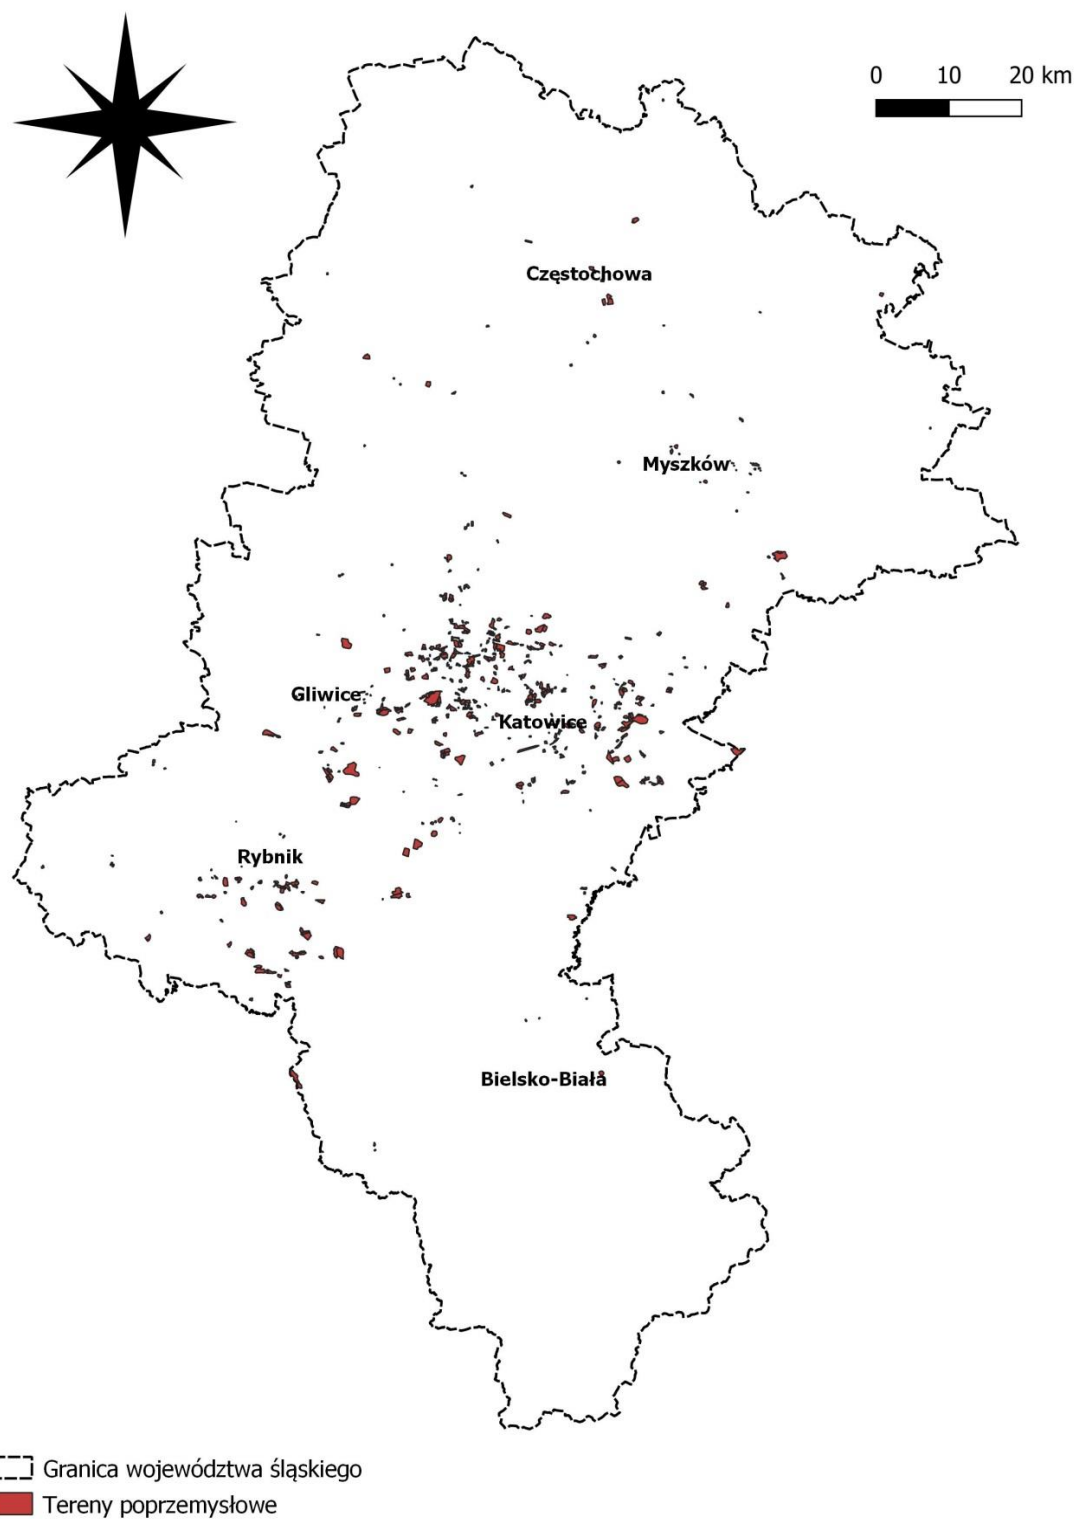 0 10 20 km
Częstochowa
Myszków
Gliwice
Katowice
Rybnik
Bielsko-Biała
Granica województwa śląskiego
Tereny poprzemysłowe